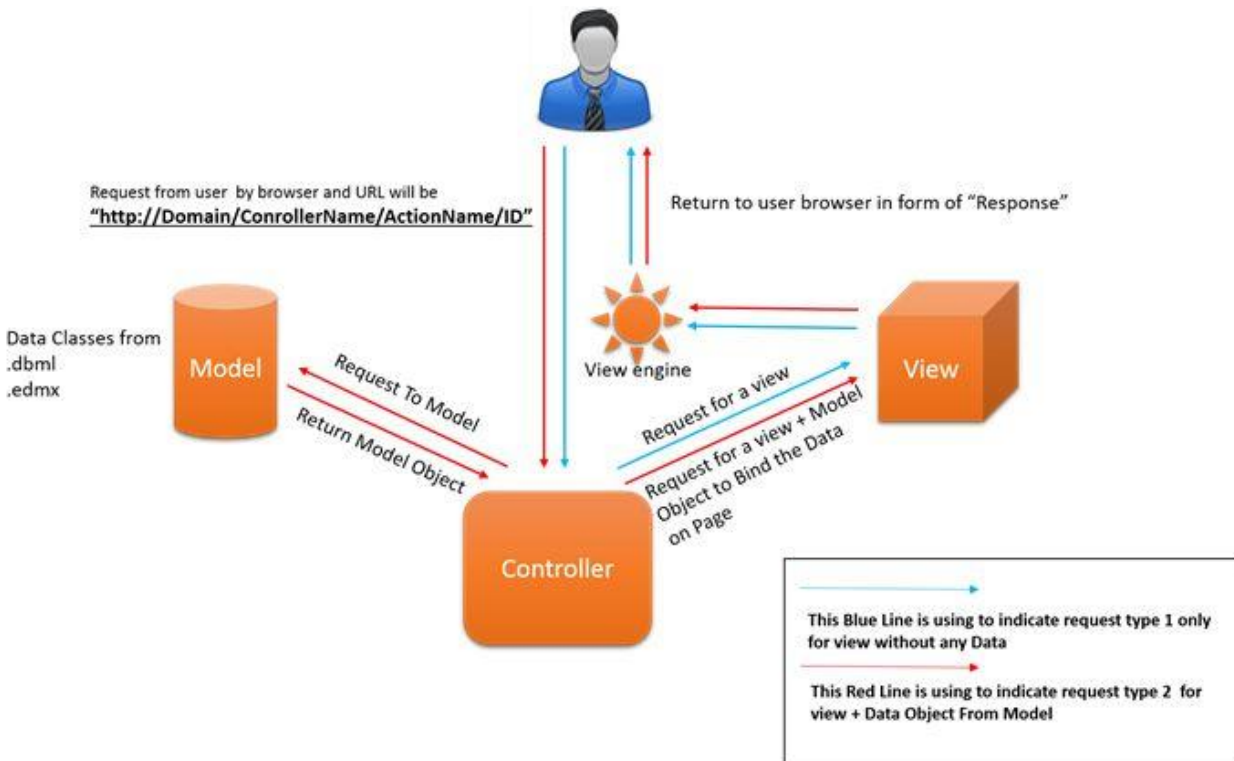 Request from user  by browser and URL will be
“http://Domain/ConrollerName/ActionName/ID”
Return to user browser in form of “Response”
Data Classes from
.dbml
.edmx
Model
View engine
View
Request To Model
Return Model Object
Request for a view
Request for a view + Model
Object to Bind the Data
on Page
Controller
This Blue Line is using to indicate request type 1 only
for view without any Data
This Red Line is using to indicate request type 2  for
view + Data Object From Model